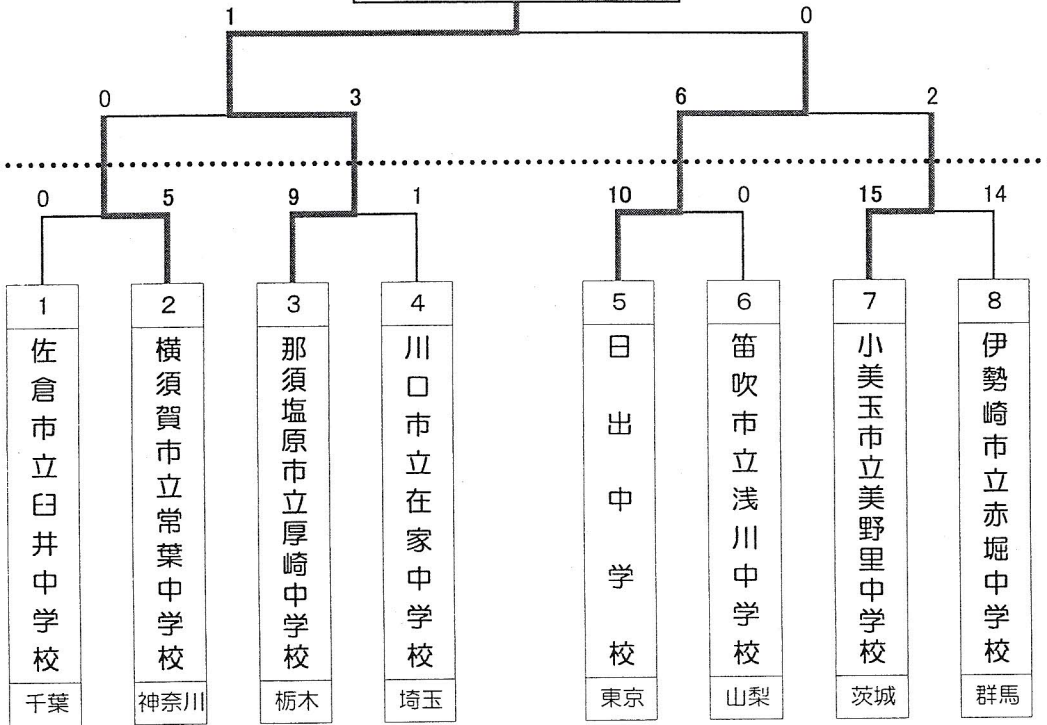 1 0
0 3 6 2
0 5 9 1 10 0 15 14
1 2 3 4 5 6 7 8
佐倉市立臼井中学校
横須賀市立常葉中学校
那須塩原市立厚崎中学校
川口市立在家中学校
日出中学校
笛吹市立浅川中学校
小美玉市立美野里中学校
伊勢崎市立赤堀中学校
千葉 神奈川 栃木 埼玉 東京 山梨 茨城 群馬